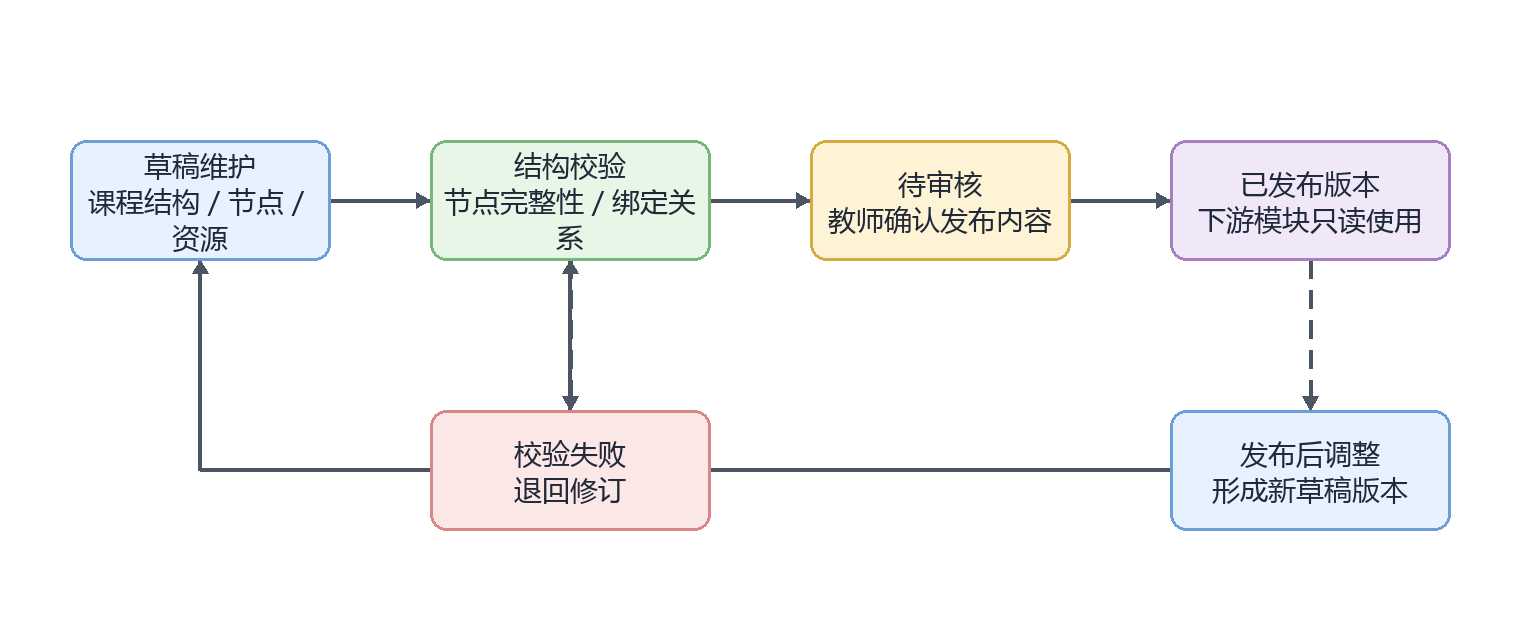 草稿维护
课程结构 / 节点 /
资源
结构校验
节点完整性 / 绑定关
系
待审核
教师确认发布内容
已发布版本
下游模块只读使用
校验失败
退回修订
发布后调整
形成新草稿版本